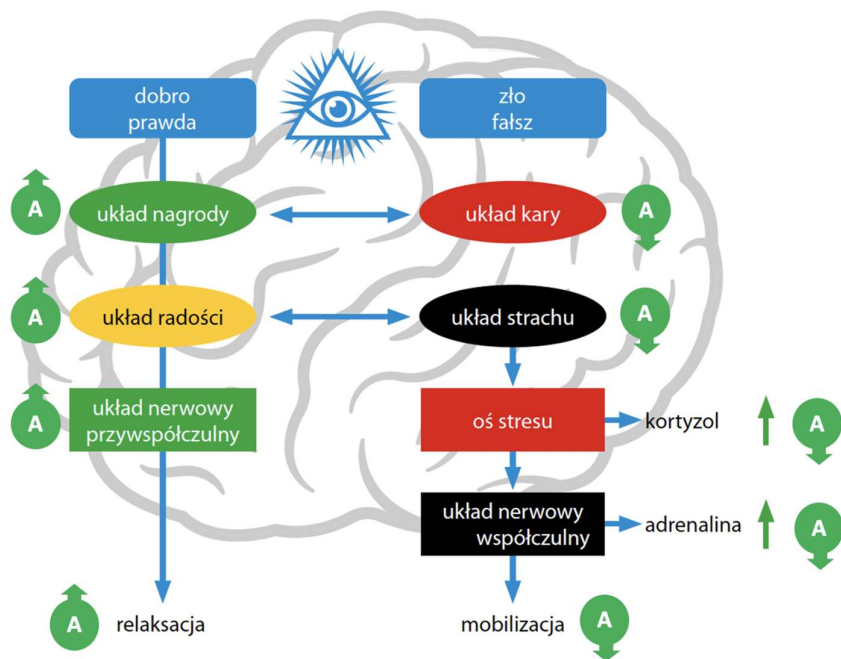 dobro
prawda
zło
fałsz
A
układ nagrody
układ kary
A
A
układ radości
układ strachu
A
A
układ nerwowy
przywspółczulny
oś stresu
kortyzol
A
układ nerwowy
współczulny
adrenalina
A
A
relaksacja
mobilizacja
A